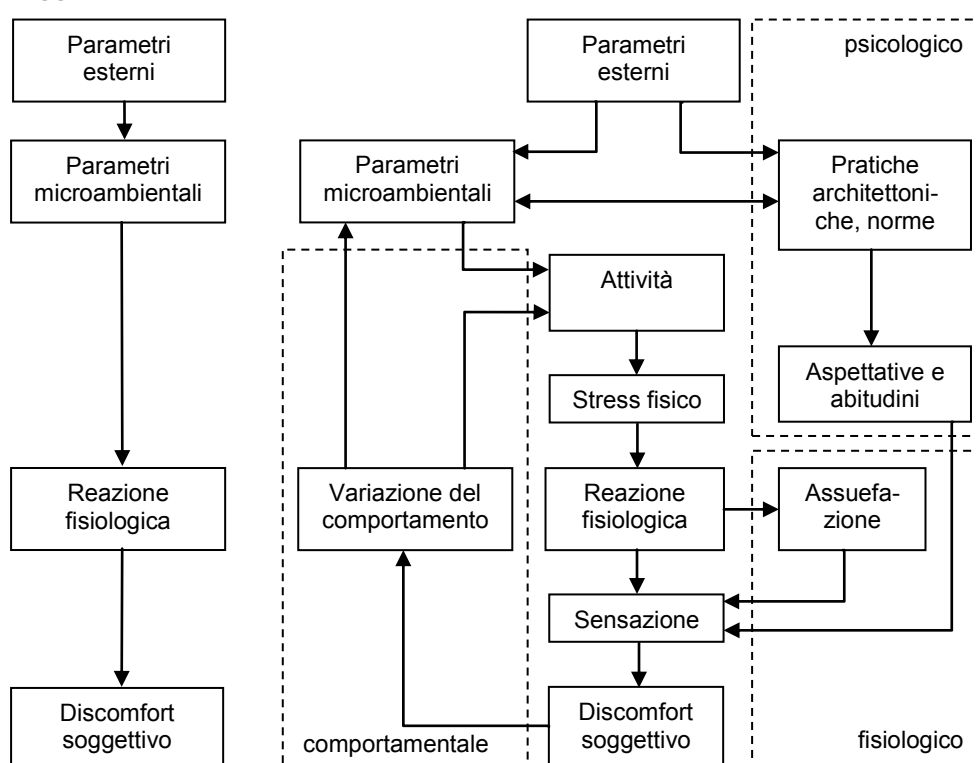 Parametri
esterni
Parametri
microambientali
Reazione
fisiologica
Discomfort
soggettivo
Parametri
esterni
psicologico
Parametri
microambientali
Pratiche
architettoni-
che, norme
Attività
Aspettative e
abitudini
Stress fisico
Variazione del
comportamento
Reazione
fisiologica
Assuefa-
zione
Sensazione
Discomfort
soggettivo
comportamentale
fisiologico